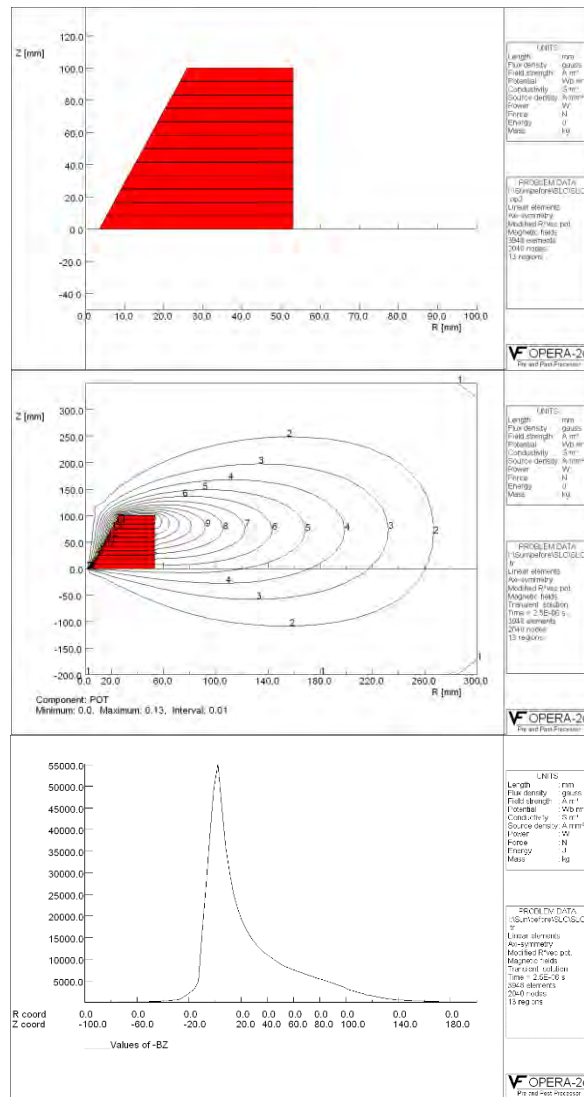 Z [mm]
120.0
100.0
80.0
60.0
40.0
20.0
0.0
-20.0
-40.0
0.0 10.0 20.0 30.0 40.0 50.0 60.0 70.0 80.0 90.0 100.0
R [mm]
UNITS
Length : mm
Flux density : gauss
Field strength : A m⁻¹
Potential : Wb m
Conductivity : S m⁻¹
Source density : A mm
Power : W
Force : N
Energy : J
Mass : kg
PROBLEM DATA
Linear elements
Axi-symmetry
Modified R*vec pot.
Magnetic fields
3948 elements
2040 nodes
13 regions
VF OPERA-2d
Pre and Post-Processor
Z [mm]
300.0
250.0
200.0
150.0
100.0
50.0
0.0
-50.0
-100.0
-150.0
-200.0
0.0 20.0 60.0 100.0 140.0 180.0 220.0 260.0 300.0
R [mm]
1
2
3
4
5
6
9 8 7 6 5 4 3 2
4
3
2
1
1
Component: POT
Minimum: 0.0, Maximum: 0.13, Interval: 0.01
UNITS
Length : mm
Flux density : gauss
Field strength : A m⁻¹
Potential : Wb m
Conductivity : S m⁻¹
Source density : A mm
Power : W
Force : N
Energy : J
Mass : kg
PROBLEM DATA
Linear elements
Axi-symmetry
Modified R*vec pot.
Magnetic fields
Transient solution
Time = 2.5E-06 s
3948 elements
2040 nodes
13 regions
VF OPERA-2d
Pre and Post-Processor
55000.0
50000.0
45000.0
40000.0
35000.0
30000.0
25000.0
20000.0
15000.0
10000.0
5000.0
R coord 0.0 0.0 0.0 0.0 0.0 0.0 0.0 0.0 0.0 0.0
Z coord -100.0 -60.0 -20.0 20.0 40.0 60.0 80.0 100.0 140.0 180.0
Values of -BZ
UNITS
Length : mm
Flux density : gauss
Field strength : A m⁻¹
Potential : Wb m
Conductivity : S m⁻¹
Source density : A mm
Power : W
Force : N
Energy : J
Mass : kg
PROBLEM DATA
Linear elements
Axi-symmetry
Modified R*vec pot.
Magnetic fields
Transient solution
Time = 2.5E-06 s
3948 elements
2040 nodes
13 regions
VF OPERA-2d
Pre and Post-Processor